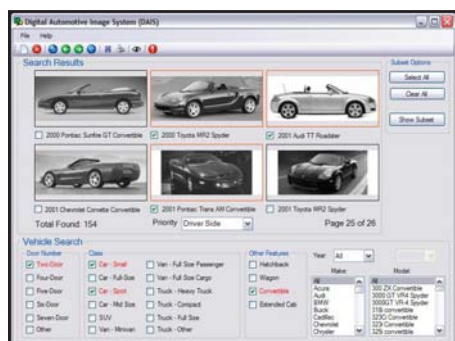 Digital Automotive Image System (DAIS)
File Help
Search Results
Subset Options
Select All
Clear All
Show Subset
2000 Pontiac Sunfire GT Convertible
2000 Toyota MR2 Spyder
2001 Audi TT Roadster
2001 Chevrolet Corvette Convertible
2001 Pontiac Trans AM Convertible
2001 Toyota MR2 Spyder
Total Found: 154
Priority Driver Side
Page 25 of 26
Vehicle Search
Door Number
Two-Door
Four-Door
Five-Door
Six-Door
Seven-Door
Other
Class
Car - Small
Car - Full-Size
Car - Sport
Car - Mid Size
SUV
Van - Minivan
Van - Full Size Passenger
Van - Full Size Cargo
Truck - Heavy Truck
Truck - Compact
Truck - Full Size
Truck - Other
Other Features
Hatchback
Wagon
Convertible
Extended Cab
Year: All
Make:
All
Acura
Audi
BMW
Buick
Cadillac
Chevrolet
Chrysler
Model:
All
300 ZX Convertible
3000 GT VR4 Spyder
3000GT VR-4 Spyder
318i convertible
323Ci Convertible
323i Convertible
325i convertible